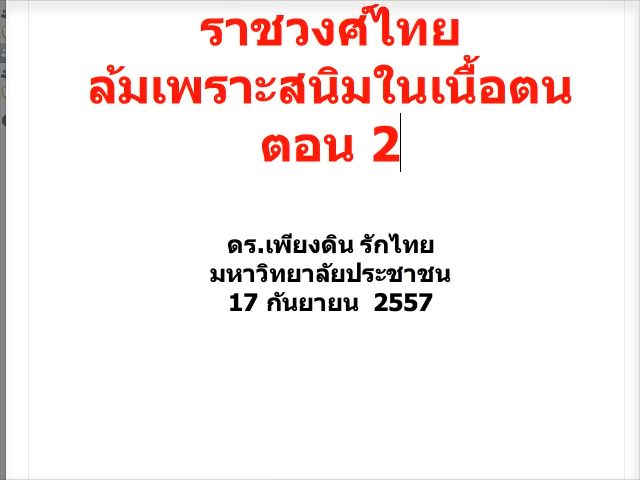 ราชวงศ์ไทย
ล้มเพราะสนิมในเนื้อตน
ตอน 2
ดร.เพียงดิน รักไทย
มหาวิทยาลัยประชาชน
17 กันยายน 2557